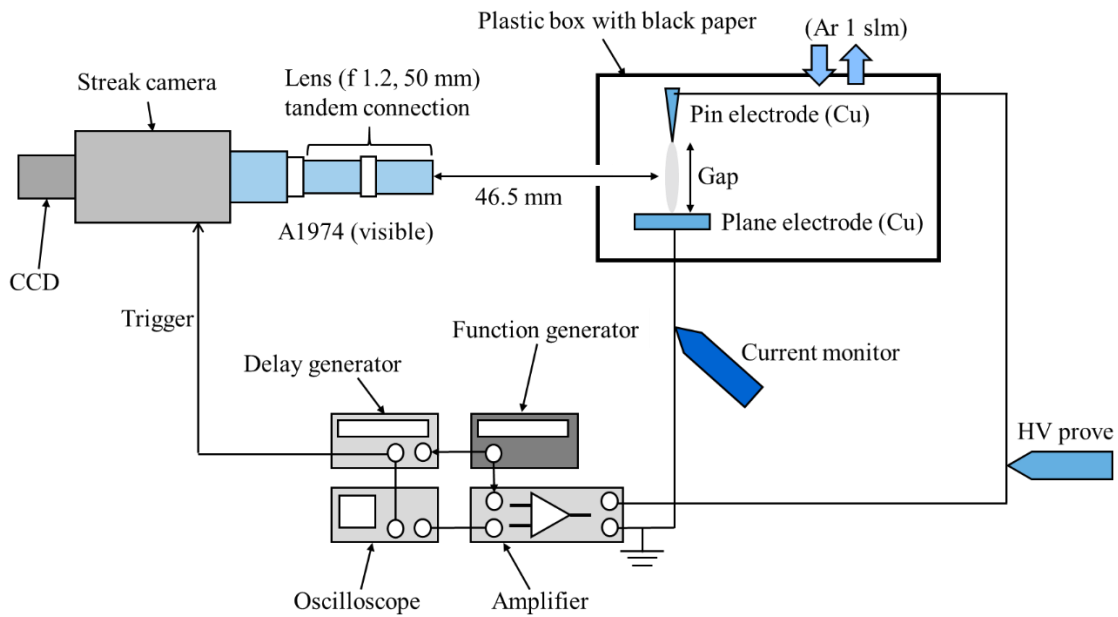 Plastic box with black paper
(Ar 1 slm)
Streak camera
Lens (f 1.2, 50 mm)
tandem connection
Pin electrode (Cu)
Gap
46.5 mm
Plane electrode (Cu)
A1974 (visible)
CCD
Trigger
Function generator
Current monitor
Delay generator
HV prove
Oscilloscope
Amplifier